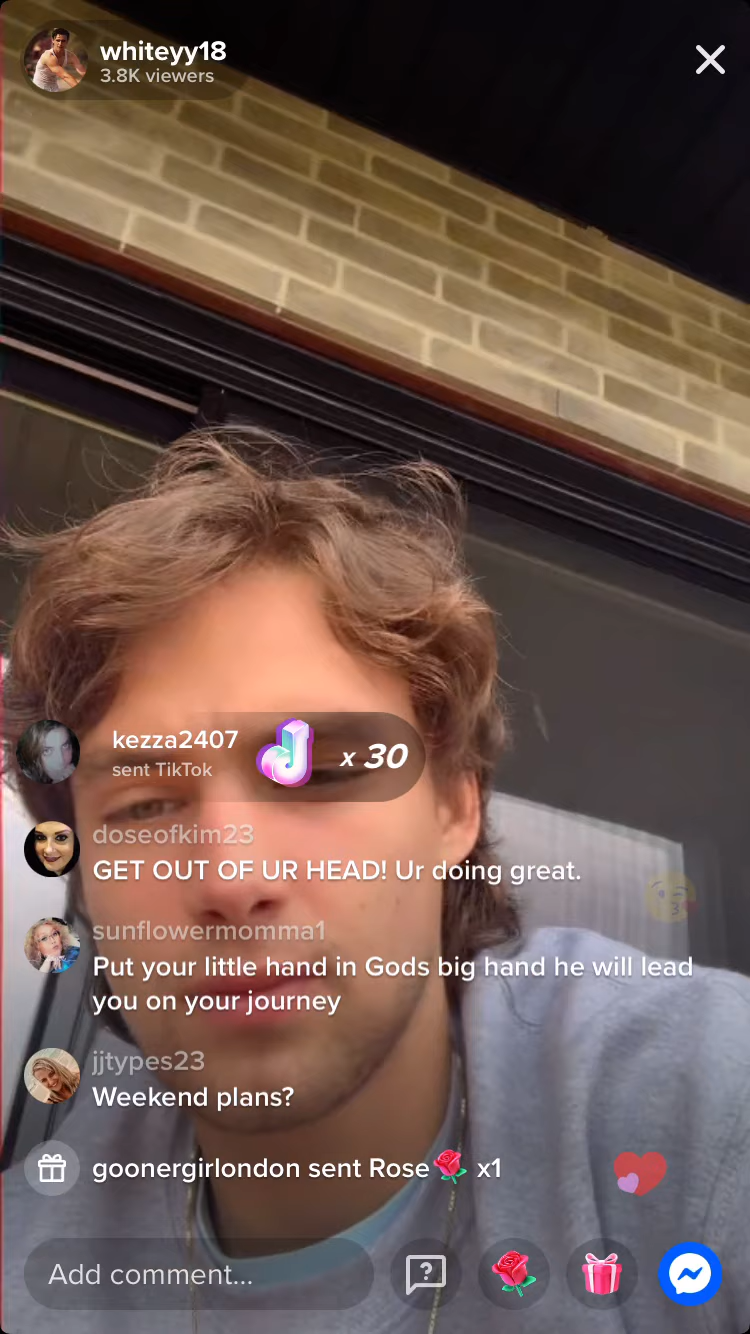 whiteyy18
3.8K viewers
kezza2407
sent TikTok
x 30
doseofkim23
GET OUT OF UR HEAD! Ur doing great.
sunflowermomma1
Put your little hand in Gods big hand he will lead
you on your journey
jjtypes23
Weekend plans?
goonergirlondon sent Rose🌹 x1
Add comment...